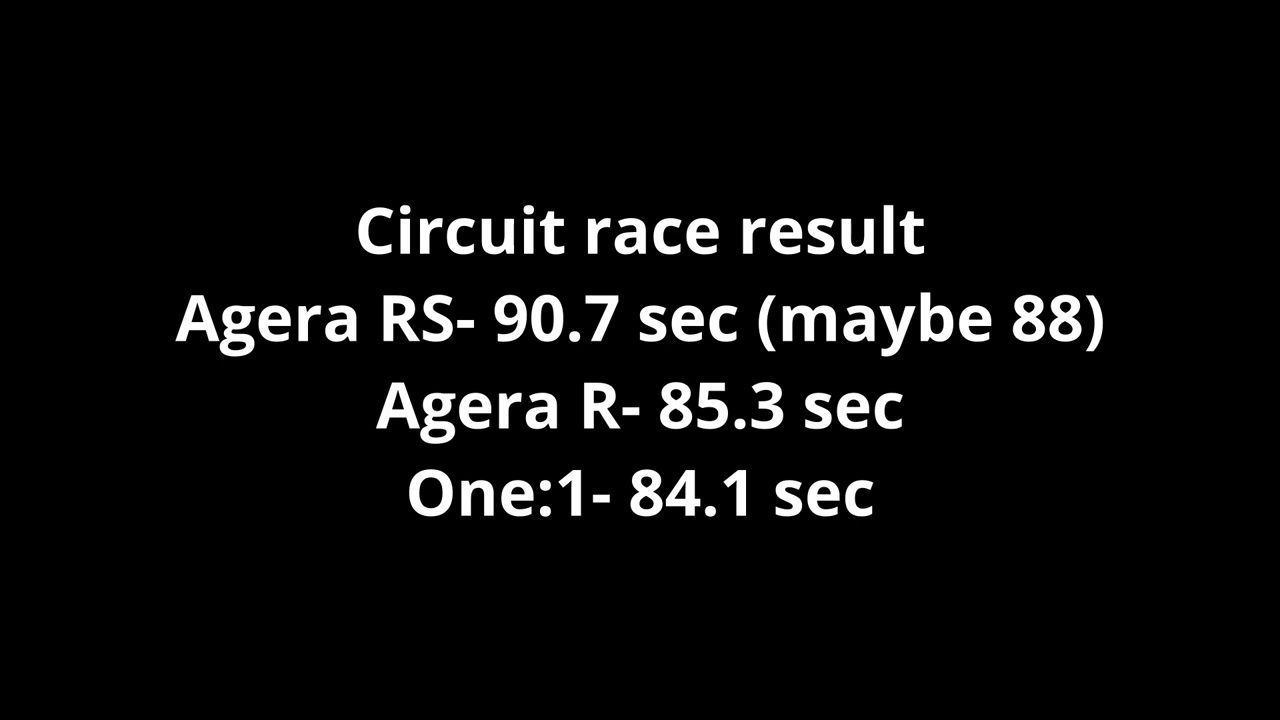 Circuit race result
Agera RS- 90.7 sec (maybe 88)
Agera R- 85.3 sec
One:1- 84.1 sec